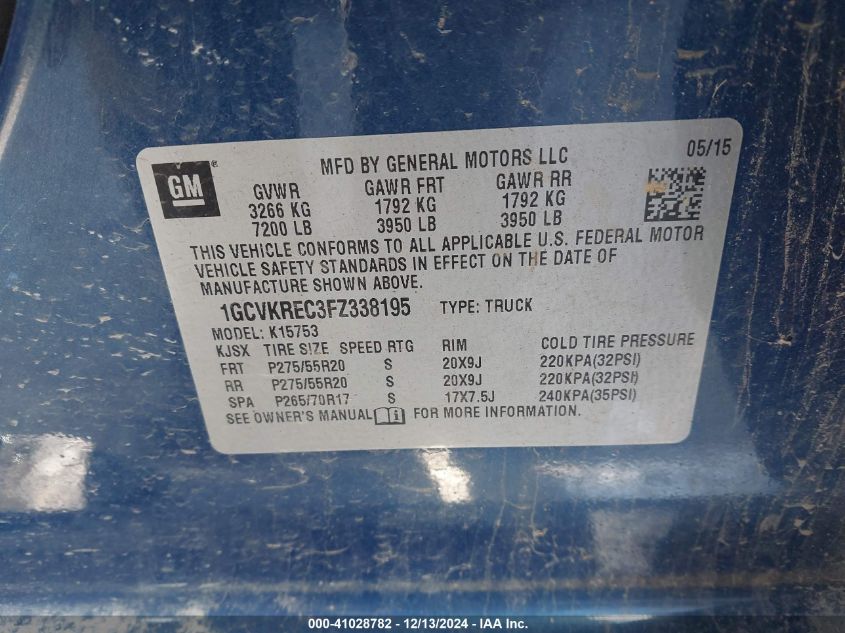 MFD BY GENERAL MOTORS LLC 05/15
GM®
GVWR GAWR FRT GAWR RR
3266 KG 1792 KG 1792 KG
7200 LB 3950 LB 3950 LB
THIS VEHICLE CONFORMS TO ALL APPLICABLE U.S. FEDERAL MOTOR
VEHICLE SAFETY STANDARDS IN EFFECT ON THE DATE OF
MANUFACTURE SHOWN ABOVE.
1GCVKREC3FZ338195 TYPE: TRUCK
MODEL: K15753
KJSX TIRE SIZE SPEED RTG RIM COLD TIRE PRESSURE
FRT P275/55R20 S 20X9J 220KPA(32PSI)
RR P275/55R20 S 20X9J 220KPA(32PSI)
SPA P265/70R17 S 17X7.5J 240KPA(35PSI)
SEE OWNER'S MANUAL i FOR MORE INFORMATION.
000-41028782 - 12/13/2024 - IAA Inc.